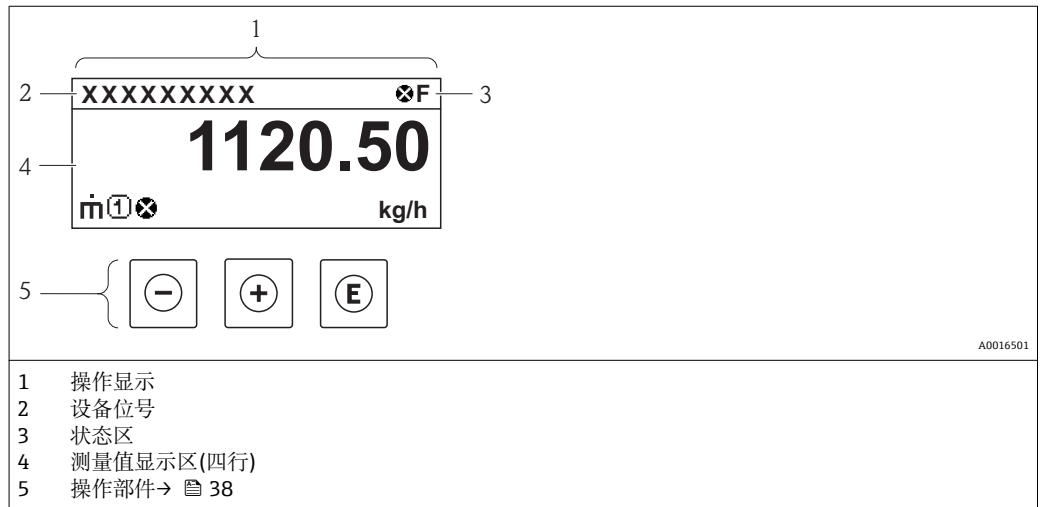 1
2
XXXXXXXXX
F
3
1120.50
4
ṁ 1
kg/h
5
E
A0016501
1 操作显示
2 设备位号
3 状态区
4 测量值显示区(四行)
5 操作部件→ 38